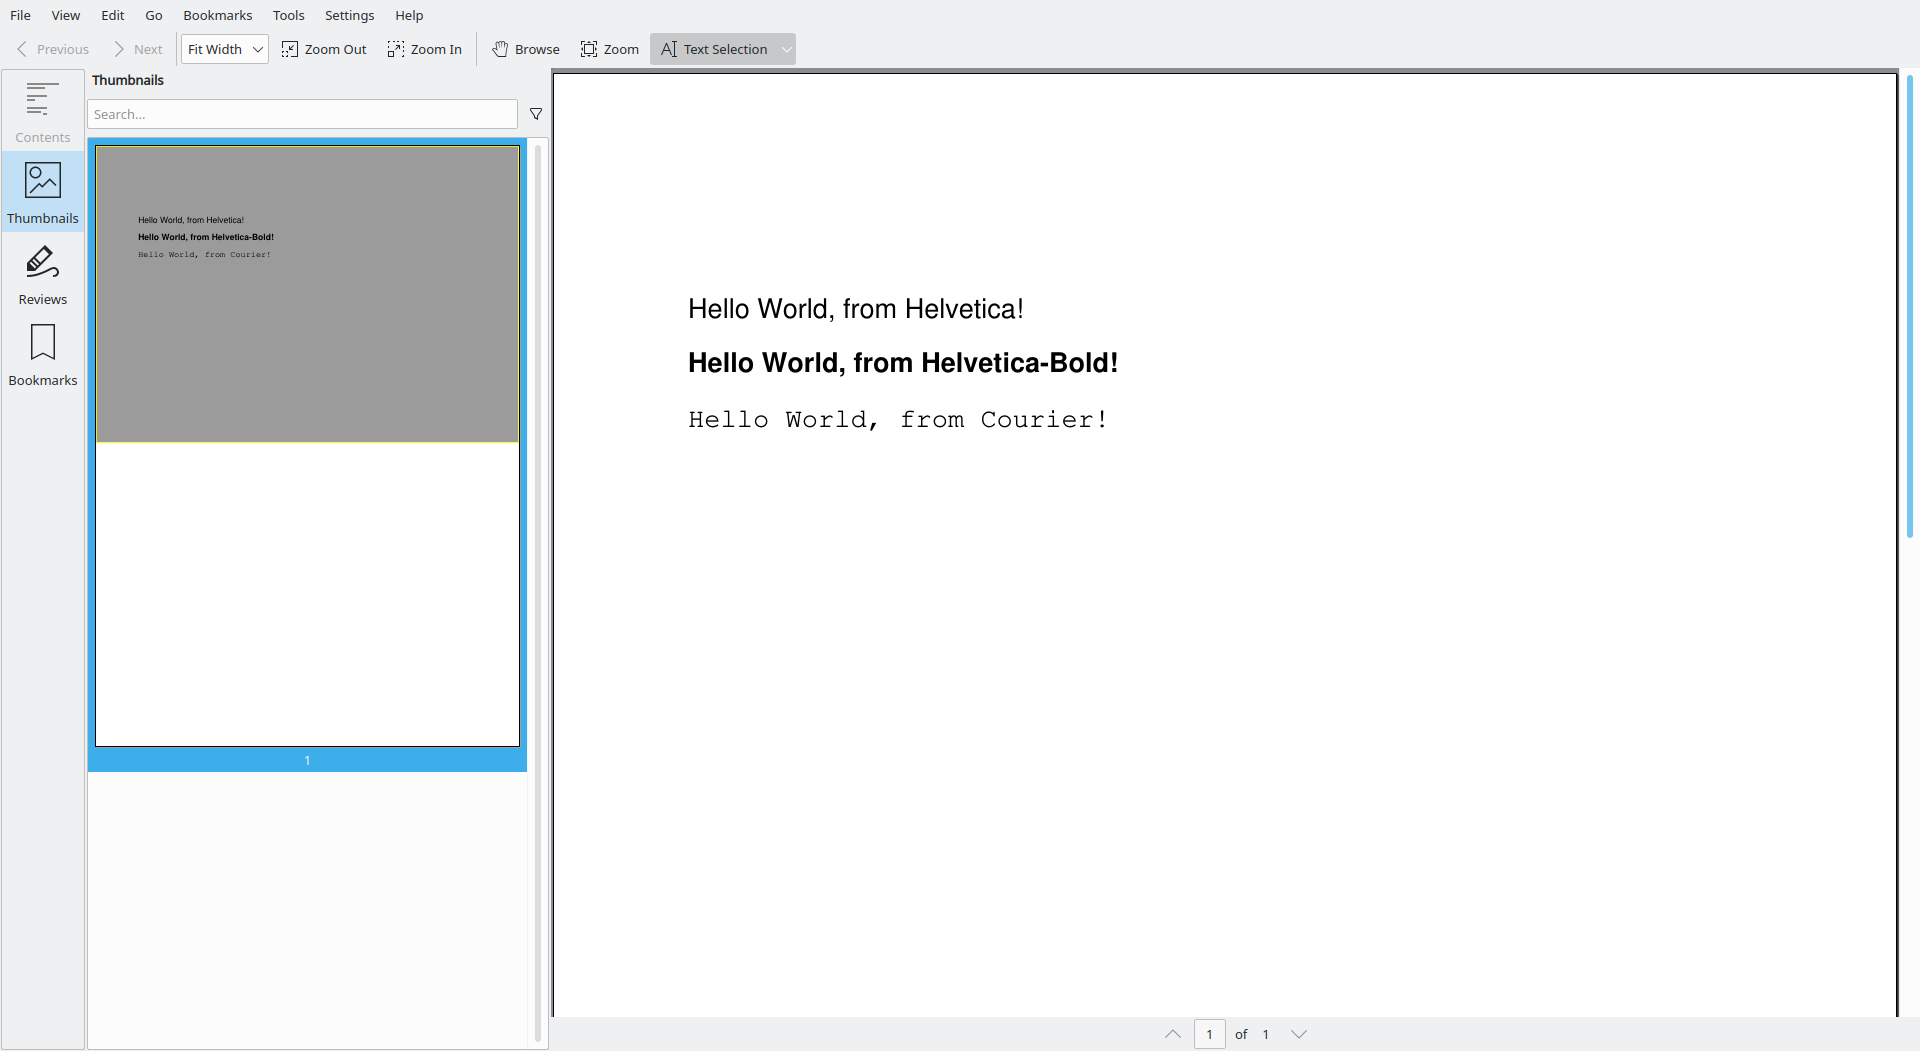 File View Edit Go Bookmarks Tools Settings Help
Previous Next Fit Width Zoom Out Zoom In Browse Zoom Text Selection
Contents
Thumbnails
Reviews
Bookmarks
Thumbnails
Search...
Hello World, from Helvetica!
Hello World, from Helvetica-Bold!
Hello World, from Courier!
1
Hello World, from Helvetica!
Hello World, from Helvetica-Bold!
Hello World, from Courier!
1 of 1